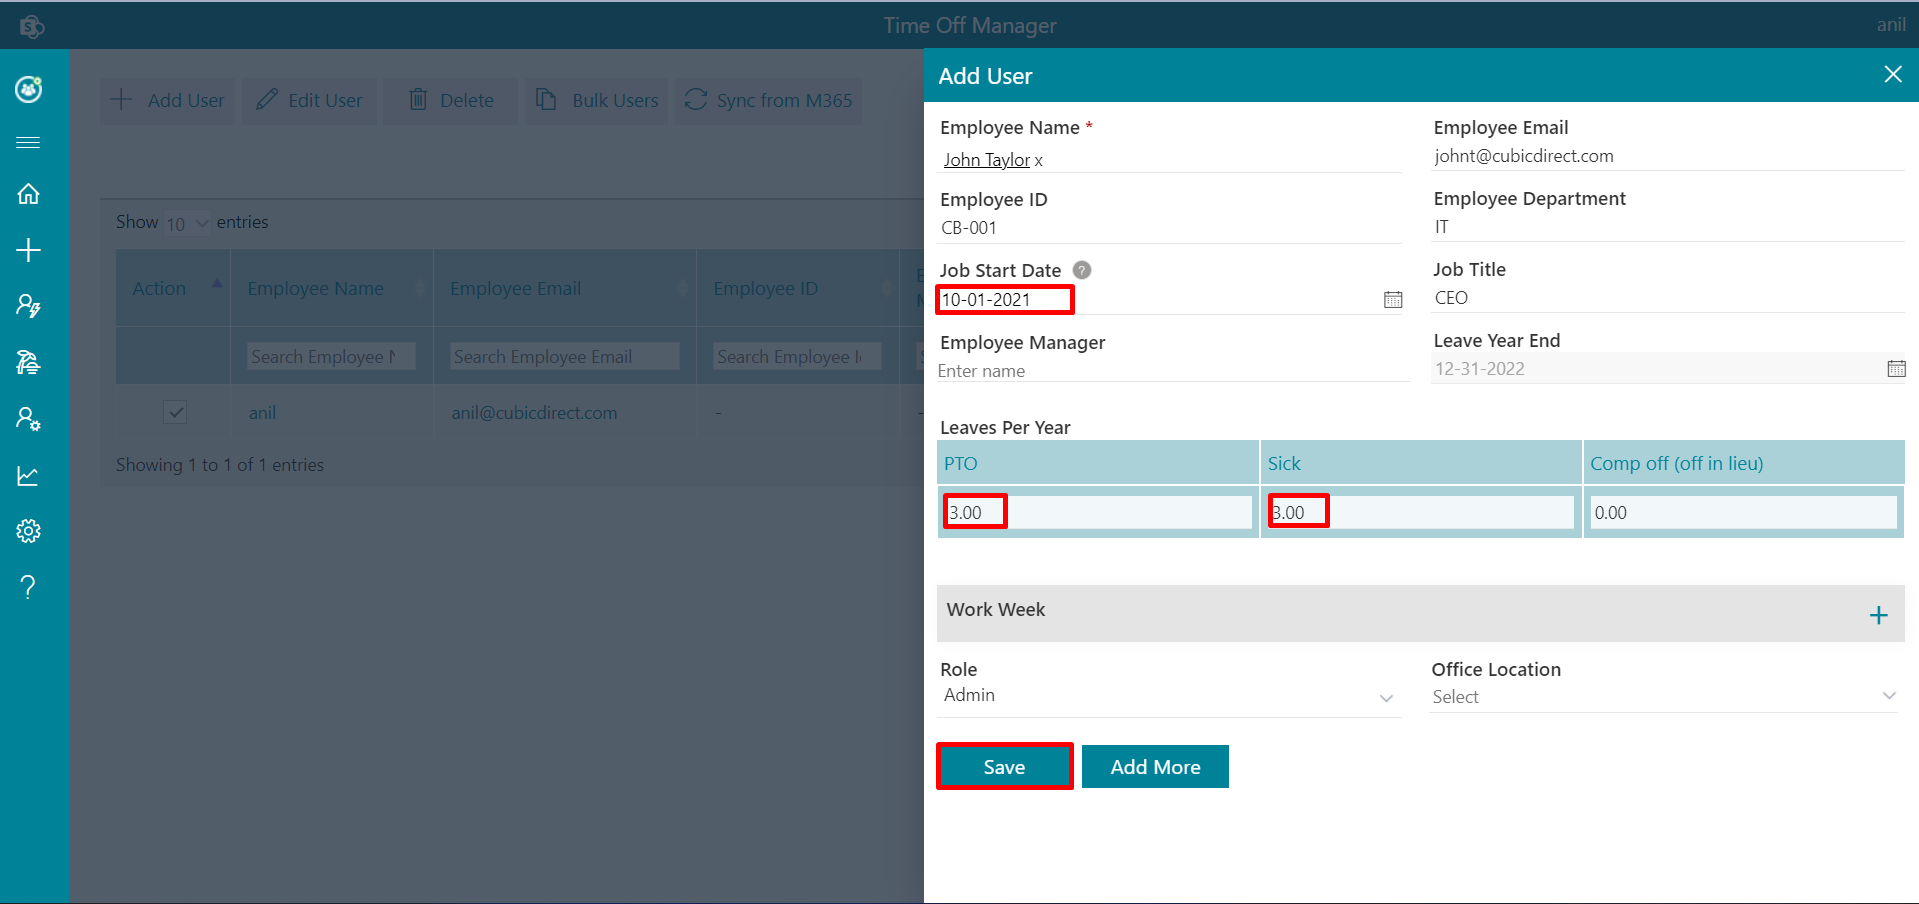 Time Off Manager
anil
Add User
Edit User
Delete
Bulk Users
Sync from M365
Show 10 entries
Action
Employee Name
Employee Email
Employee ID
Search Employee Email
anil
anil@cubicdirect.com
-
-
Showing 1 to 1 of 1 entries
Add User
Employee Name *
John Taylor x
Employee Email
johnt@cubicdirect.com
Employee ID
CB-001
Employee Department
IT
Job Start Date ?
10-01-2021
Job Title
CEO
Employee Manager
Enter name
Leave Year End
12-31-2022
Leaves Per Year
PTO
Sick
Comp off (off in lieu)
3.00
3.00
0.00
Work Week
Role
Admin
Office Location
Select
Save
Add More